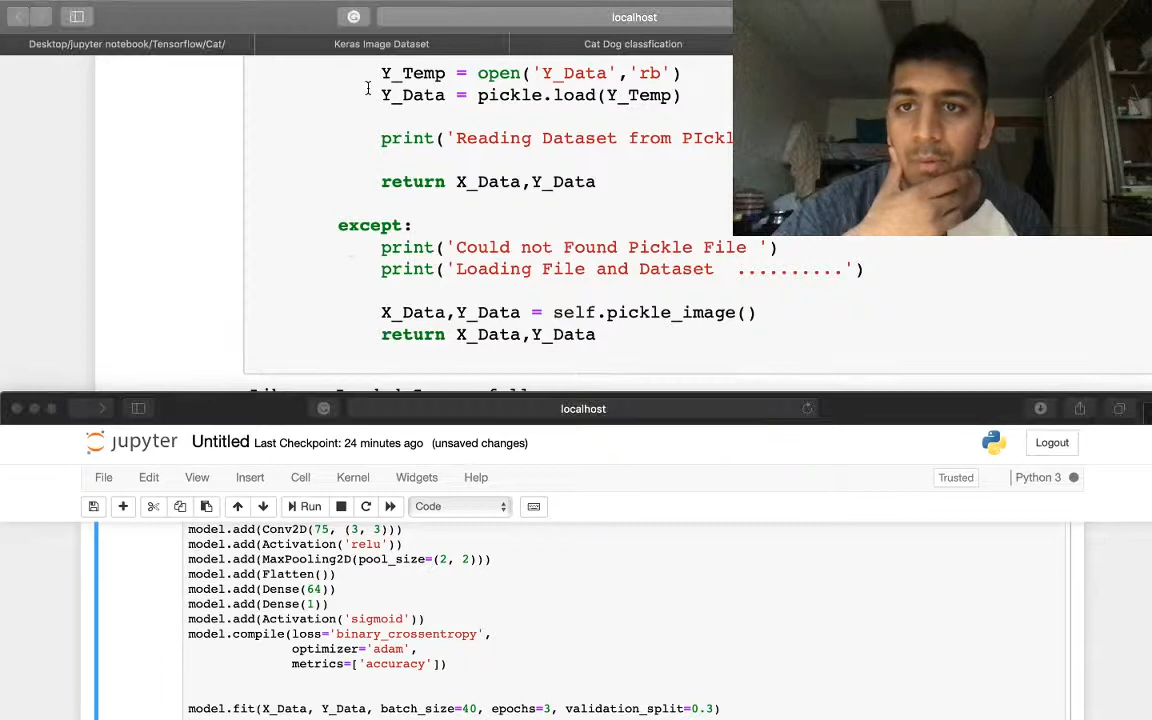 localhost
Desktop/jupyter notebook/Tensorflow/Cat/ Keras Image Dataset Cat Dog classfication
Y_Temp = open('Y_Data','rb')
Y_Data = pickle.load(Y_Temp)
print('Reading Dataset from PIckl
return X_Data,Y_Data
except:
print('Could not Found Pickle File ')
print('Loading File and Dataset ..........')
X_Data,Y_Data = self.pickle_image()
return X_Data,Y_Data
localhost
jupyter Untitled Last Checkpoint: 24 minutes ago (unsaved changes) Logout
File Edit View Insert Cell Kernel Widgets Help Trusted Python 3
Run Code
model.add(Conv2D(75, (3, 3)))
model.add(Activation('relu'))
model.add(MaxPooling2D(pool_size=(2, 2)))
model.add(Flatten())
model.add(Dense(64))
model.add(Dense(1))
model.add(Activation('sigmoid'))
model.compile(loss='binary_crossentropy',
optimizer='adam',
metrics=['accuracy'])
model.fit(X_Data, Y_Data, batch_size=40, epochs=3, validation_split=0.3)